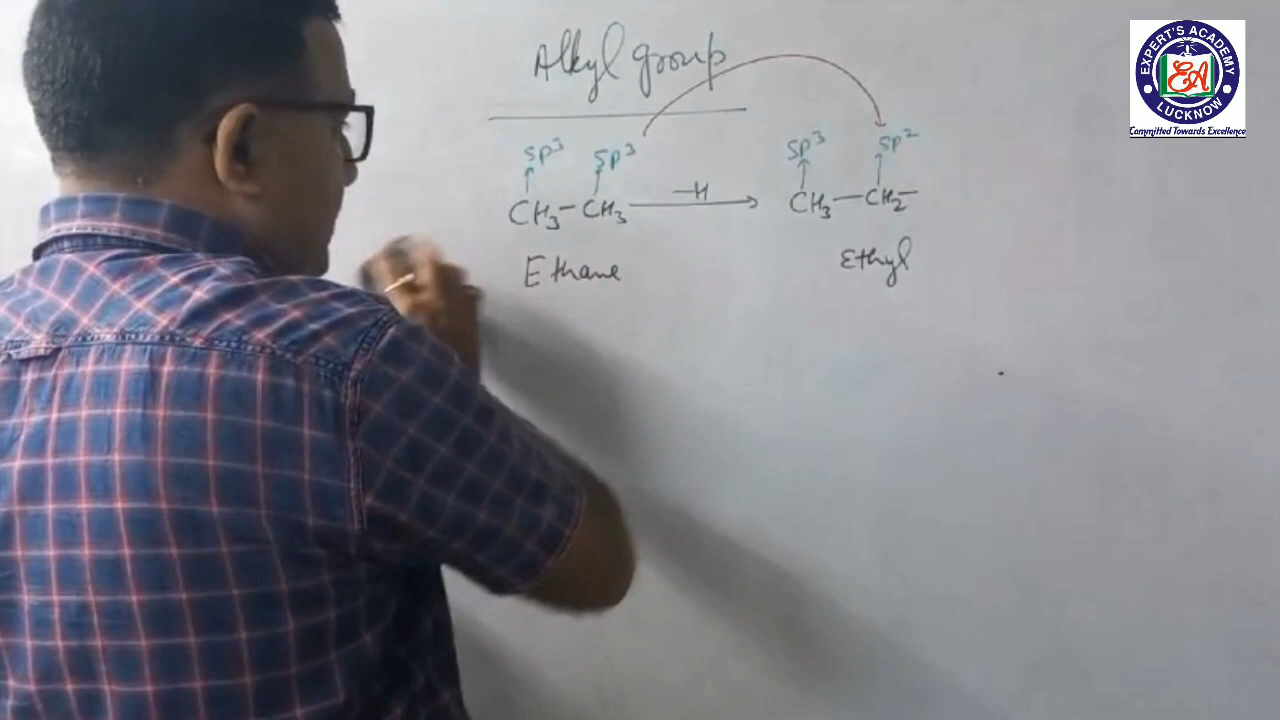 Alkyl group
sp³ sp³ sp³ sp²
CH₃–CH₃ –H → CH₃–CH₂–
Ethane Ethyl
EXPERT'S ACADEMY
EA
LUCKNOW
Committed Towards Excellence